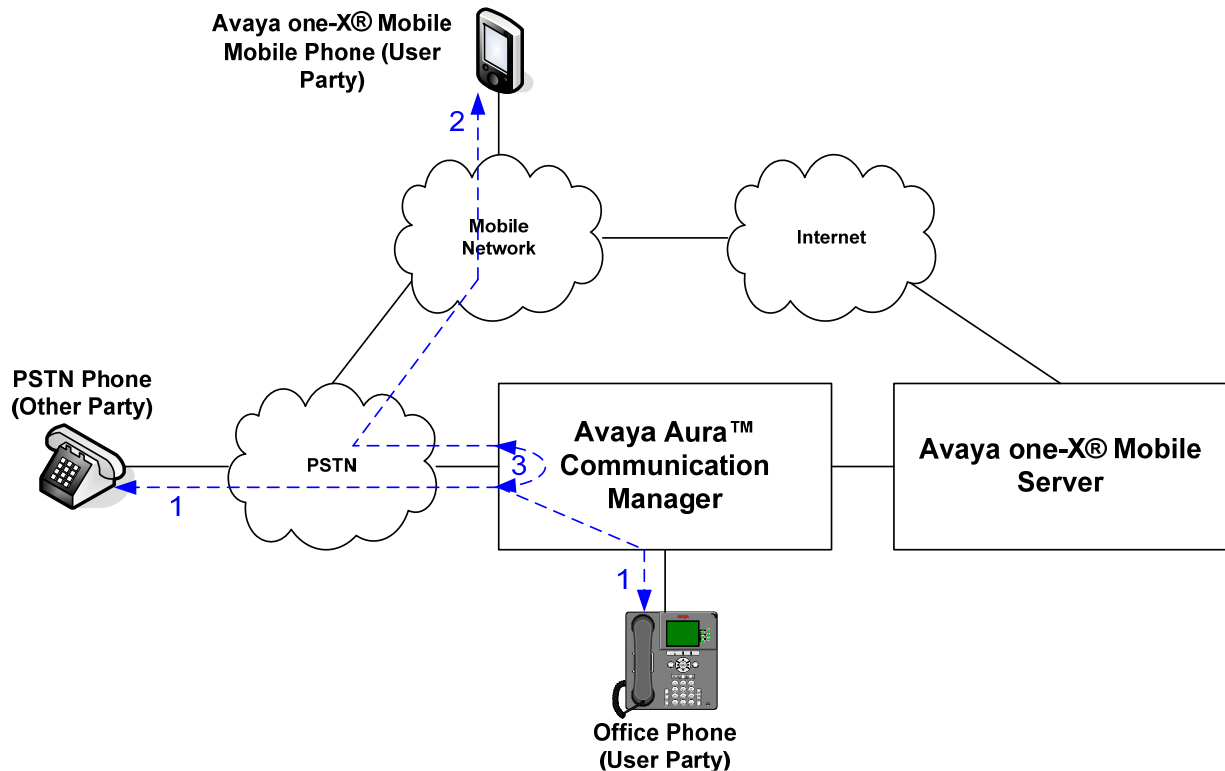 Avaya one-X® Mobile
Mobile Phone (User
Party)
2
Mobile
Network
Internet
PSTN Phone
(Other Party)
PSTN
1
3
Avaya Aura™
Communication
Manager
Avaya one-X® Mobile
Server
1
Office Phone
(User Party)